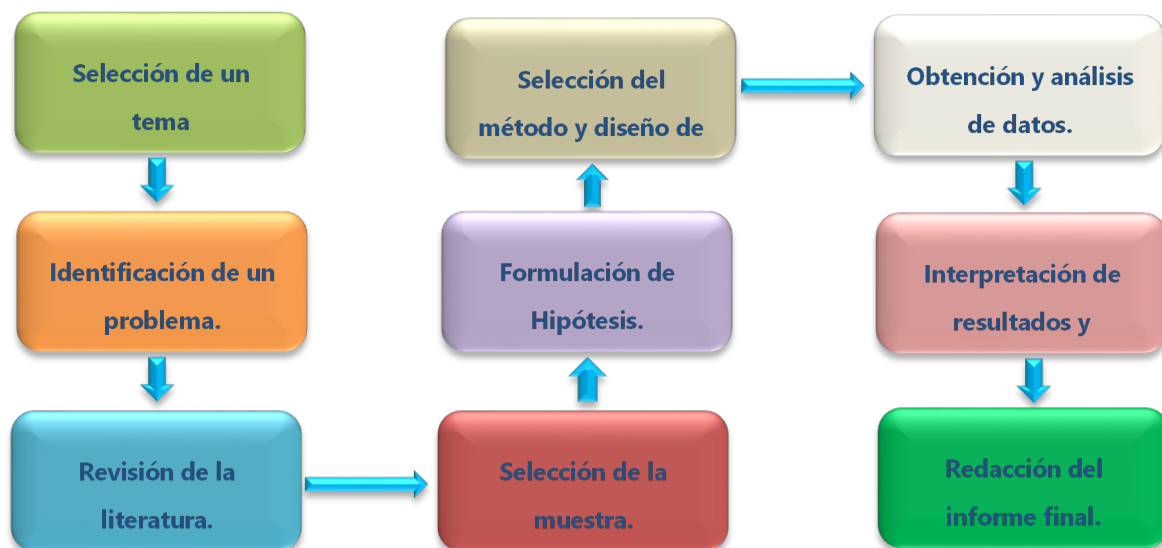 Selección de un
tema
Identificación de un
problema.
Revisión de la
literatura.
Selección de la
muestra.
Formulación de
Hipótesis.
Selección del
método y diseño de
Obtención y análisis
de datos.
Interpretación de
resultados y
Redacción del
informe final.